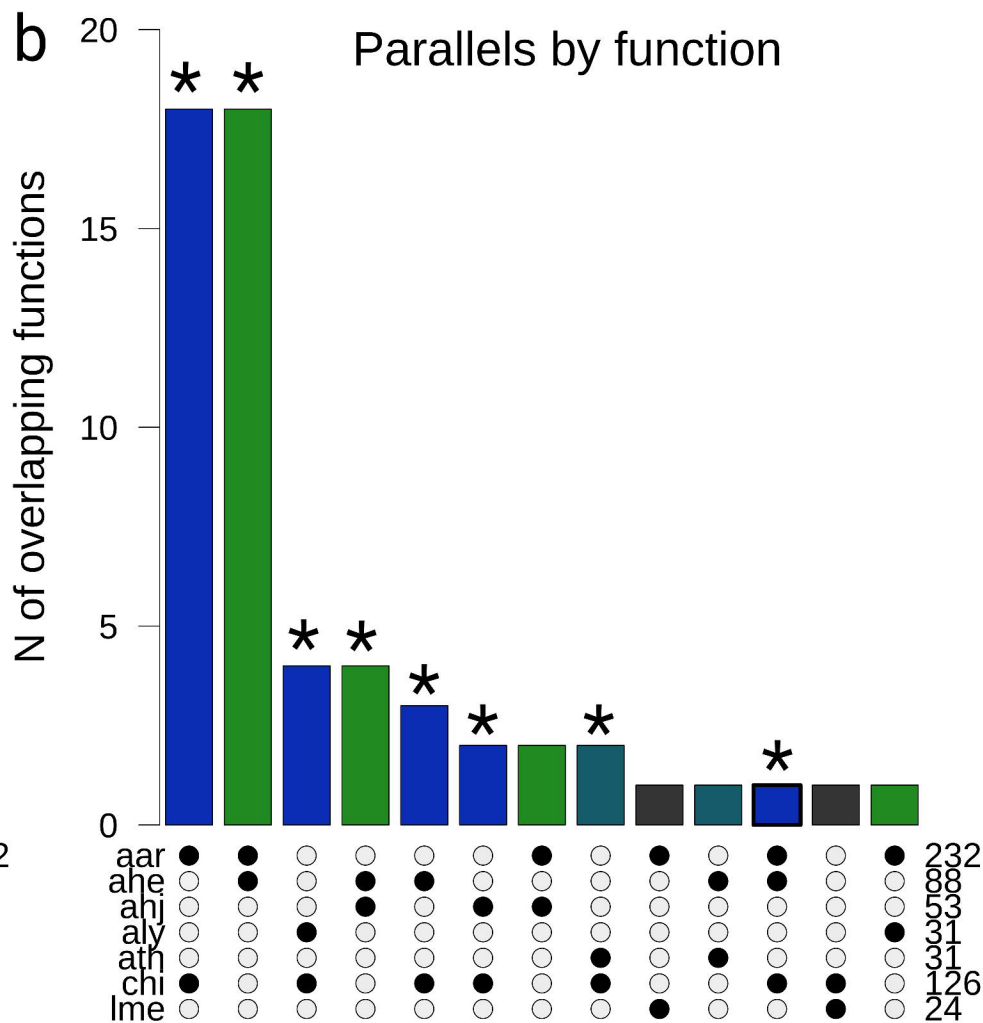 b
Parallels by function
N of overlapping functions
20
15
10
5
0
* * * * * * * *
2
aar 232
ahe 88
ahj 53
aly 31
ath 31
chi 126
lme 24